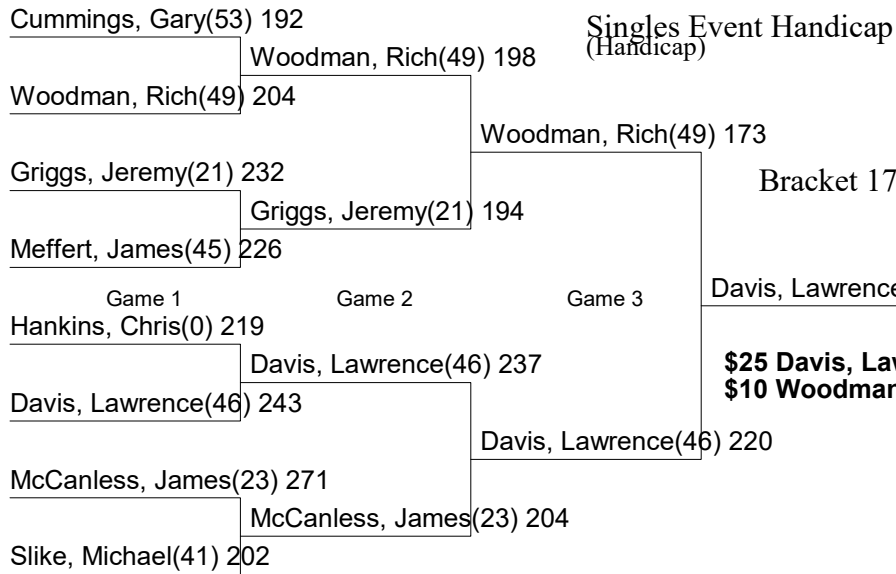 Cummings, Gary(53) 192
Singles Event Handicap
(Handicap)
Woodman, Rich(49) 198
Woodman, Rich(49) 204
Woodman, Rich(49) 173
Griggs, Jeremy(21) 232
Bracket 17
Griggs, Jeremy(21) 194
Meffert, James(45) 226
Game 1 Game 2 Game 3
Davis, Lawrence
Hankins, Chris(0) 219
Davis, Lawrence(46) 237
$25 Davis, Law
$10 Woodman
Davis, Lawrence(46) 243
Davis, Lawrence(46) 220
McCanless, James(23) 271
McCanless, James(23) 204
Slike, Michael(41) 202